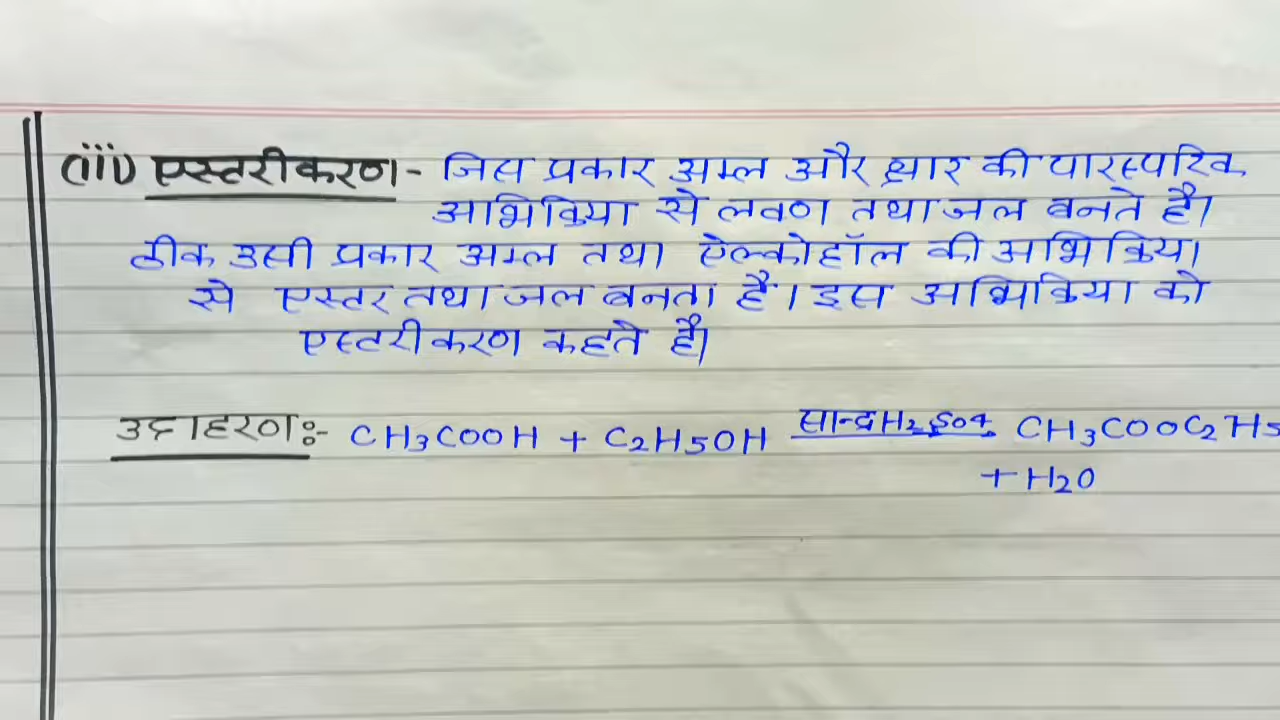 (iii) एस्तरीकरण - जिस प्रकार अम्ल और क्षार की पारस्परिक
अभिक्रिया से लवण तथा जल बनते है।
ठीक उसी प्रकार अम्ल तथा ऐल्कोहॉल की अभिक्रिया
से एस्टर तथा जल बनता है। इस अभिक्रिया को
एस्टरीकरण कहते है।
उदाहरण:- CH3COOH + C2H5OH सान्द्र H2SO4 CH3COOC2H5
+ H2O